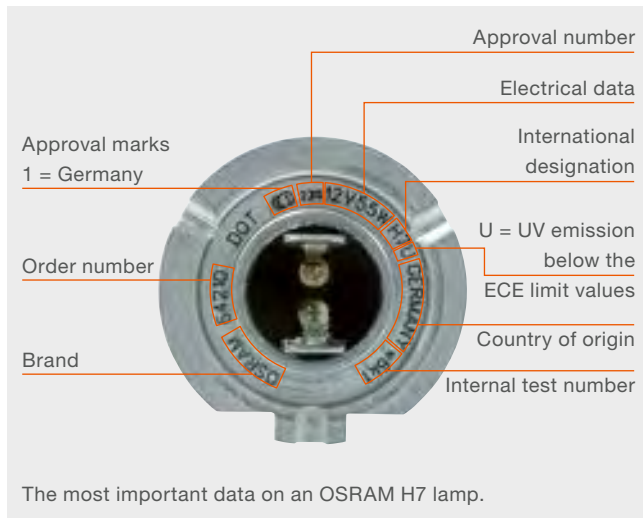 Approval number
Electrical data
International
designation
Approval marks
1 = Germany
U = UV emission
below the
ECE limit values
Order number
Country of origin
Brand
Internal test number
DOT
12V55W
H7
U
GERMANY
64210
OSRAM
The most important data on an OSRAM H7 lamp.